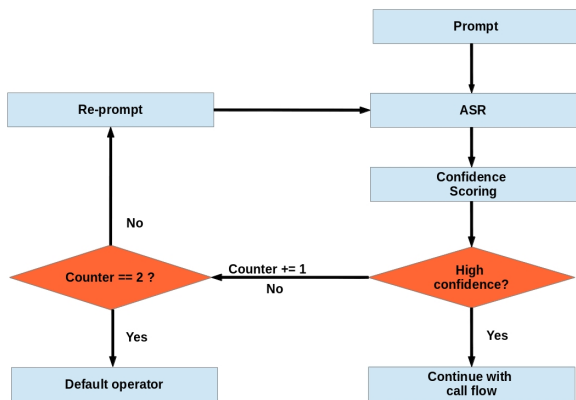 Prompt
Re-prompt
ASR
Confidence
Scoring
No
Counter == 2 ?
Counter += 1
No
High
confidence?
Yes
Yes
Default operator
Continue with
call flow